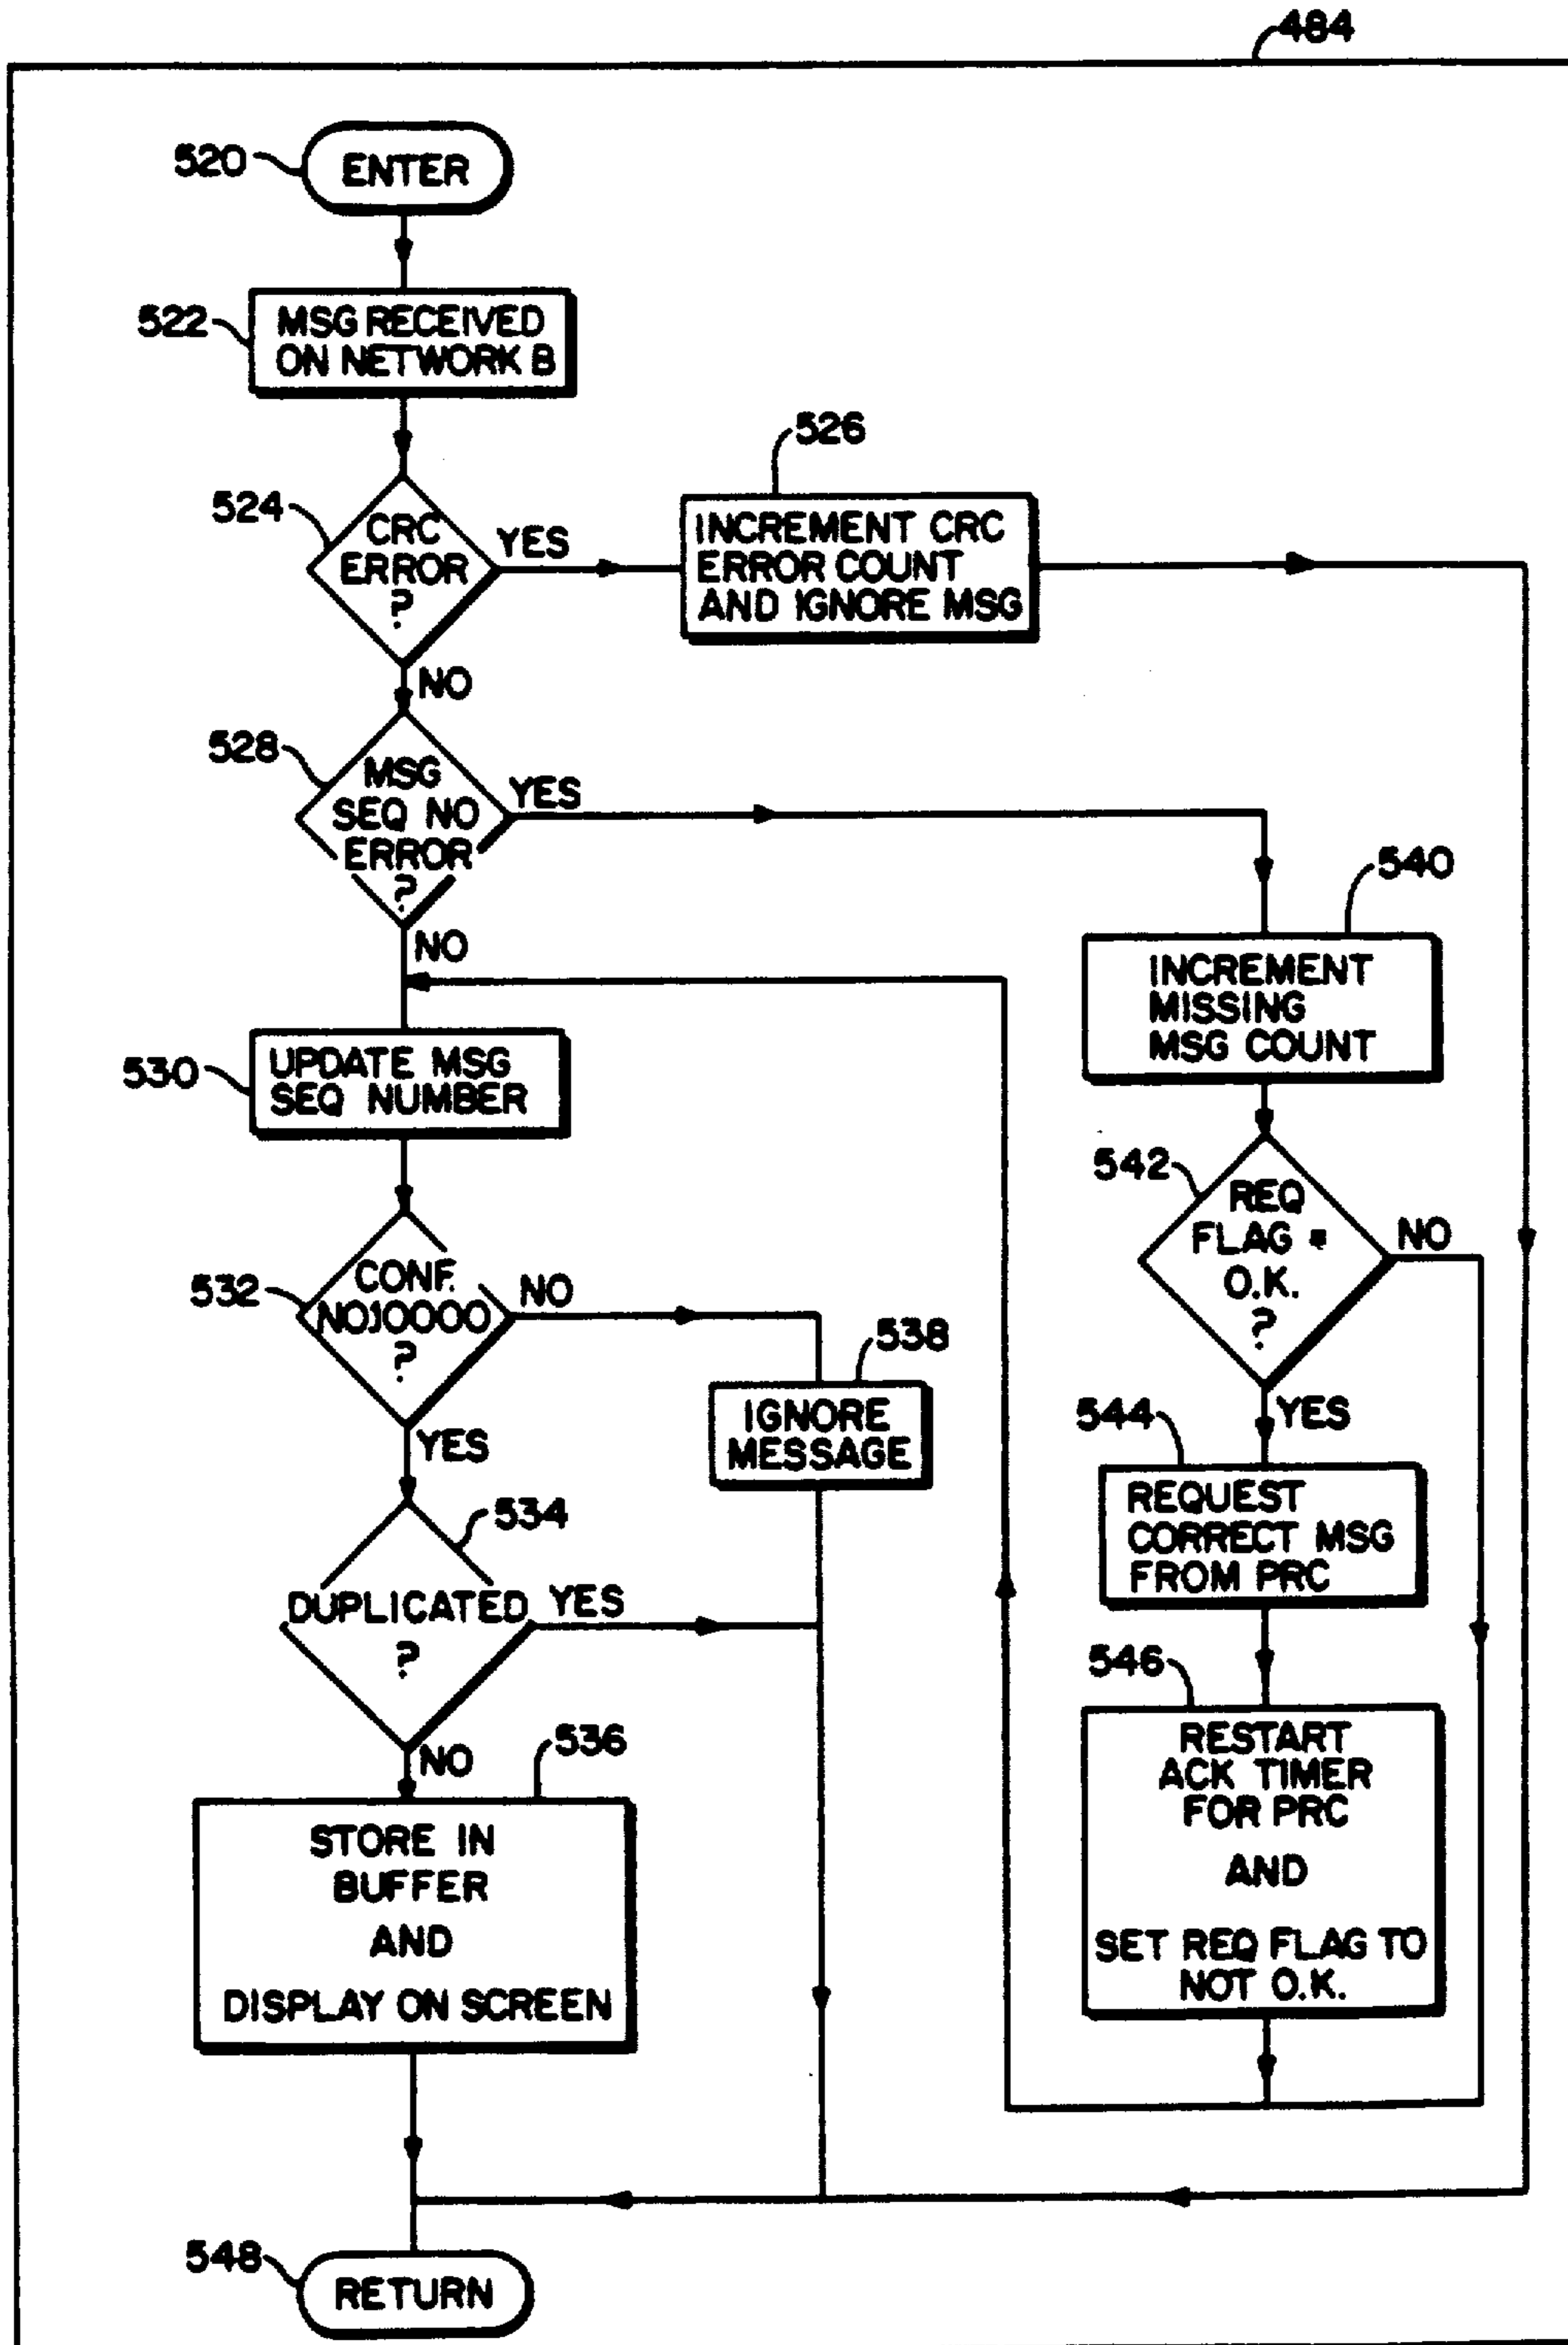 484
520
ENTER
522
MSG RECEIVED
ON NETWORK B
526
524
CRC
ERROR
?
YES
INCREMENT CRC
ERROR COUNT
AND IGNORE MSG
NO
528
MSG
SEQ NO
ERROR
?
YES
NO
540
INCREMENT
MISSING
MSG COUNT
530
UPDATE MSG
SEQ NUMBER
542
REQ
FLAG =
O.K.
?
NO
YES
532
CONF.
?
NO
YES
538
IGNORE
MESSAGE
544
REQUEST
CORRECT MSG
FROM PRC
534
DUPLICATED
?
YES
NO
546
RESTART
ACK TIMER
FOR PRC
AND
SET REQ FLAG TO
NOT O.K.
536
STORE IN
BUFFER
AND
DISPLAY ON SCREEN
548
RETURN